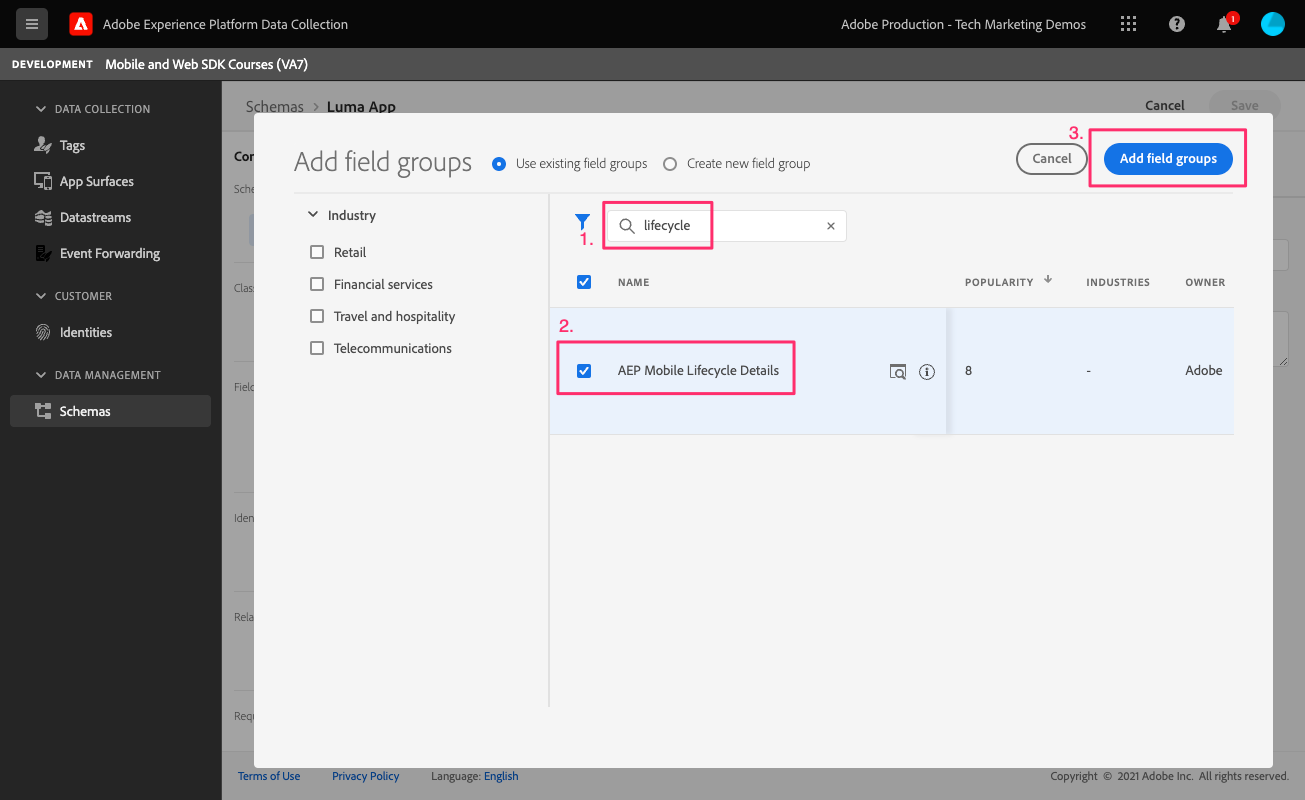 Adobe Experience Platform Data Collection
Adobe Production - Tech Marketing Demos
1
DEVELOPMENT Mobile and Web SDK Courses (VA7)
DATA COLLECTION
Tags
App Surfaces
Datastreams
Event Forwarding
CUSTOMER
Identities
DATA MANAGEMENT
Schemas
Schemas > Luma App
Cancel
Save
Add field groups
Use existing field groups
Create new field group
Cancel
3.
Add field groups
Industry
Retail
Financial services
Travel and hospitality
Telecommunications
1.
lifecycle
NAME
POPULARITY
INDUSTRIES
OWNER
2.
AEP Mobile Lifecycle Details
8
-
Adobe
Terms of Use
Privacy Policy
Language: English
Copyright © 2021 Adobe Inc. All rights reserved.